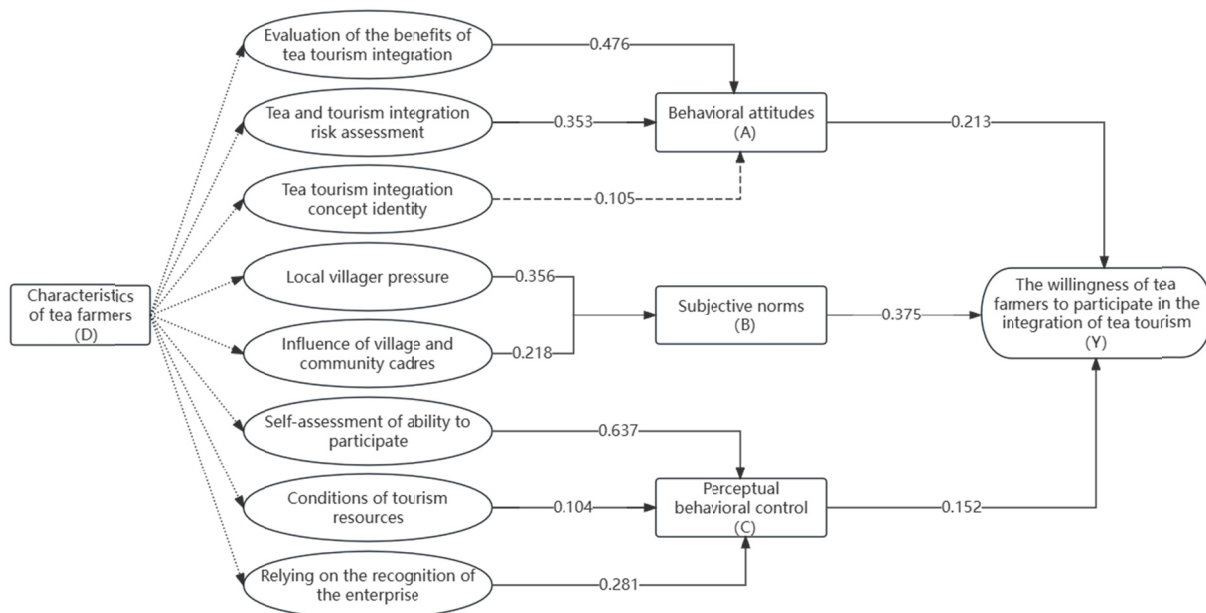 Evaluation of the benefits of
tea tourism integration
0.476
Tea and tourism integration
risk assessment
0.353
Behavioral attitudes
(A)
0.213
Tea tourism integration
concept identity
0.105
Local villager pressure
0.356
Characteristics
of tea farmers
(D)
Subjective norms
(B)
0.375
The willingness of tea
farmers to participate in the
integration of tea tourism
(Y)
Influence of village and
community cadres
0.218
Self-assessment of ability to
participate
0.637
Conditions of tourism
resources
0.104
Perceptual
behavioral control
(C)
0.152
Relying on the recognition of
the enterprise
0.281